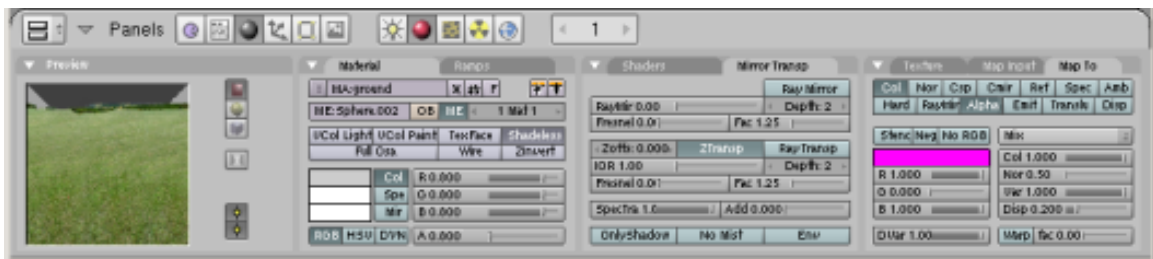 Panels 1
Preview
Material Ramps
MA:ground X F
ME:Sphere.002 OB ME 1 Mat 1
VCol Light VCol Paint TexFace Shadeless
Full Osa Wire ZInvert
Col R 0.800
Spe G 0.800
Mir B 0.800
RGB HSV DYN A 0.000
Shaders Mirror Transp
Ray Mirror
RayMir 0.00 Depth: 2
Fresnel 0.0 Fac 1.25
Zoffs: 0.000 ZTransp Ray Transp
IOR 1.00 Depth: 2
Fresnel 0.0 Fac 1.25
SpecTra 1.0 Add 0.000
OnlyShadow No Mist Env
Texture Map Input Map To
Col Nor Csp Cmir Ref Spec Amb
Hard RayMir Alpha Emit Translu Disp
Stenc Neg No RGB Mix
Col 1.000
R 1.000 Nor 0.50
G 0.000 Var 1.000
B 1.000 Disp 0.200
DVar 1.00 Warp fac 0.00